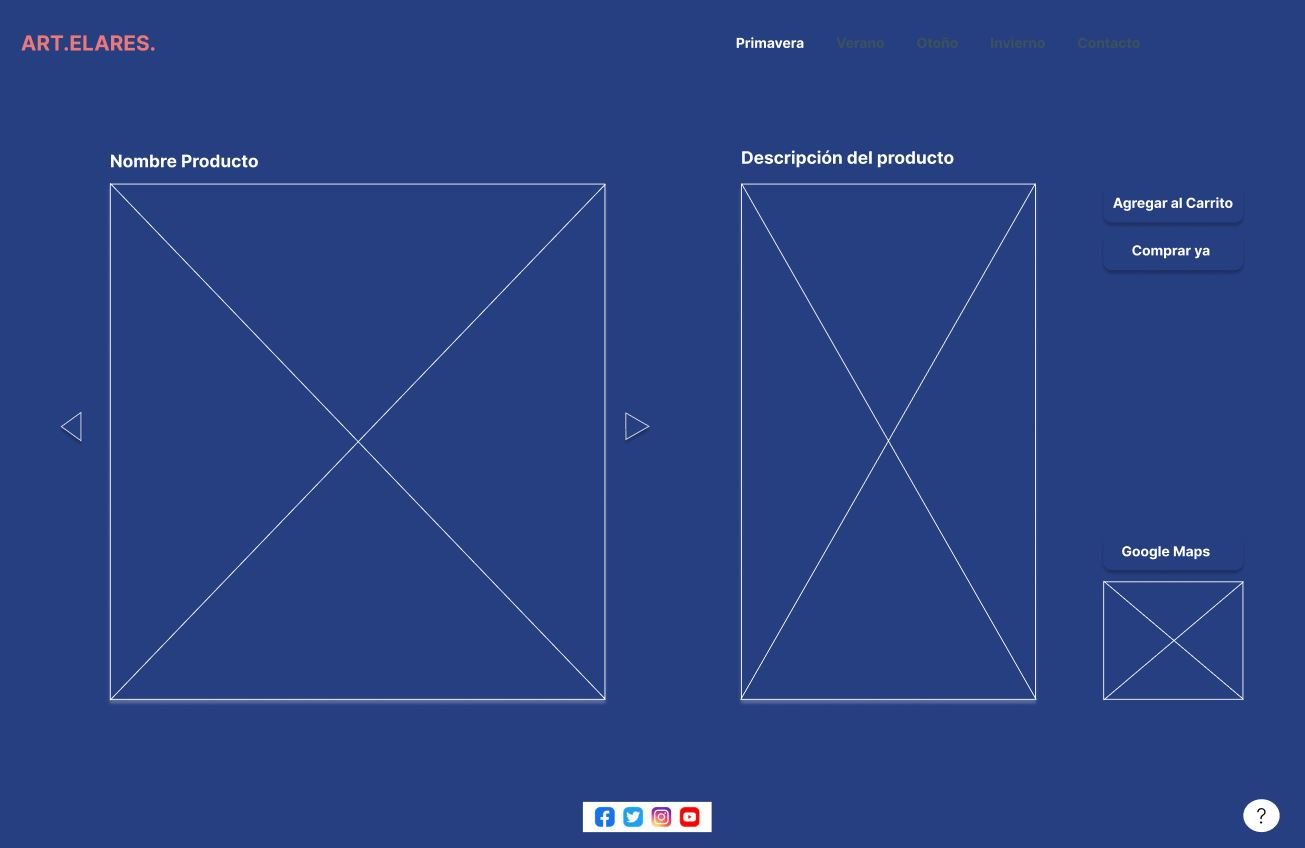 ART.ELARES.
Primavera Verano Otoño Invierno Contacto
Nombre Producto
Descripción del producto
Agregar al Carrito
Comprar ya
Google Maps
?